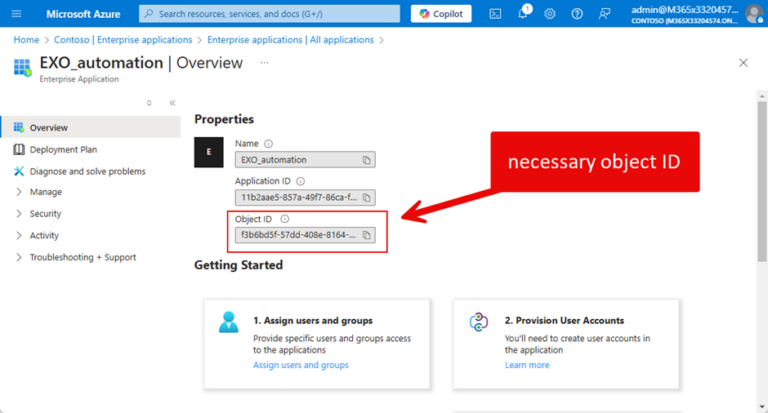 Microsoft Azure
Search resources, services, and docs (G+/)
Copilot
1
admin@M365x3320457...
CONTOSO (M365X33204574.ON...
Home > Contoso | Enterprise applications > Enterprise applications | All applications >
EXO_automation | Overview ...
Enterprise Application
Overview
Deployment Plan
Diagnose and solve problems
Manage
Security
Activity
Troubleshooting + Support
Properties
E
Name
EXO_automation
Application ID
11b2aae5-857a-49f7-86ca-f...
Object ID
f3b6bd5f-57dd-408e-8164-...
necessary object ID
Getting Started
1. Assign users and groups
Provide specific users and groups access
to the applications
Assign users and groups
2. Provision User Accounts
You'll need to create user accounts in
the application
Learn more